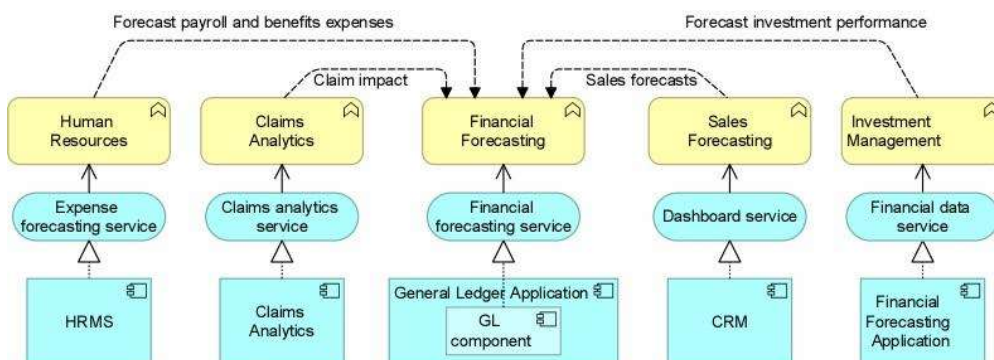 Forecast payroll and benefits expenses
Forecast investment performance
Claim impact
Sales forecasts
Human
Resources
Claims
Analytics
Financial
Forecasting
Sales
Forecasting
Investment
Management
Expense
forecasting service
Claims analytics
service
Financial
forecasting service
Dashboard service
Financial data
service
HRMS
Claims
Analytics
General Ledger Application
GL
component
CRM
Financial
Forecasting
Application